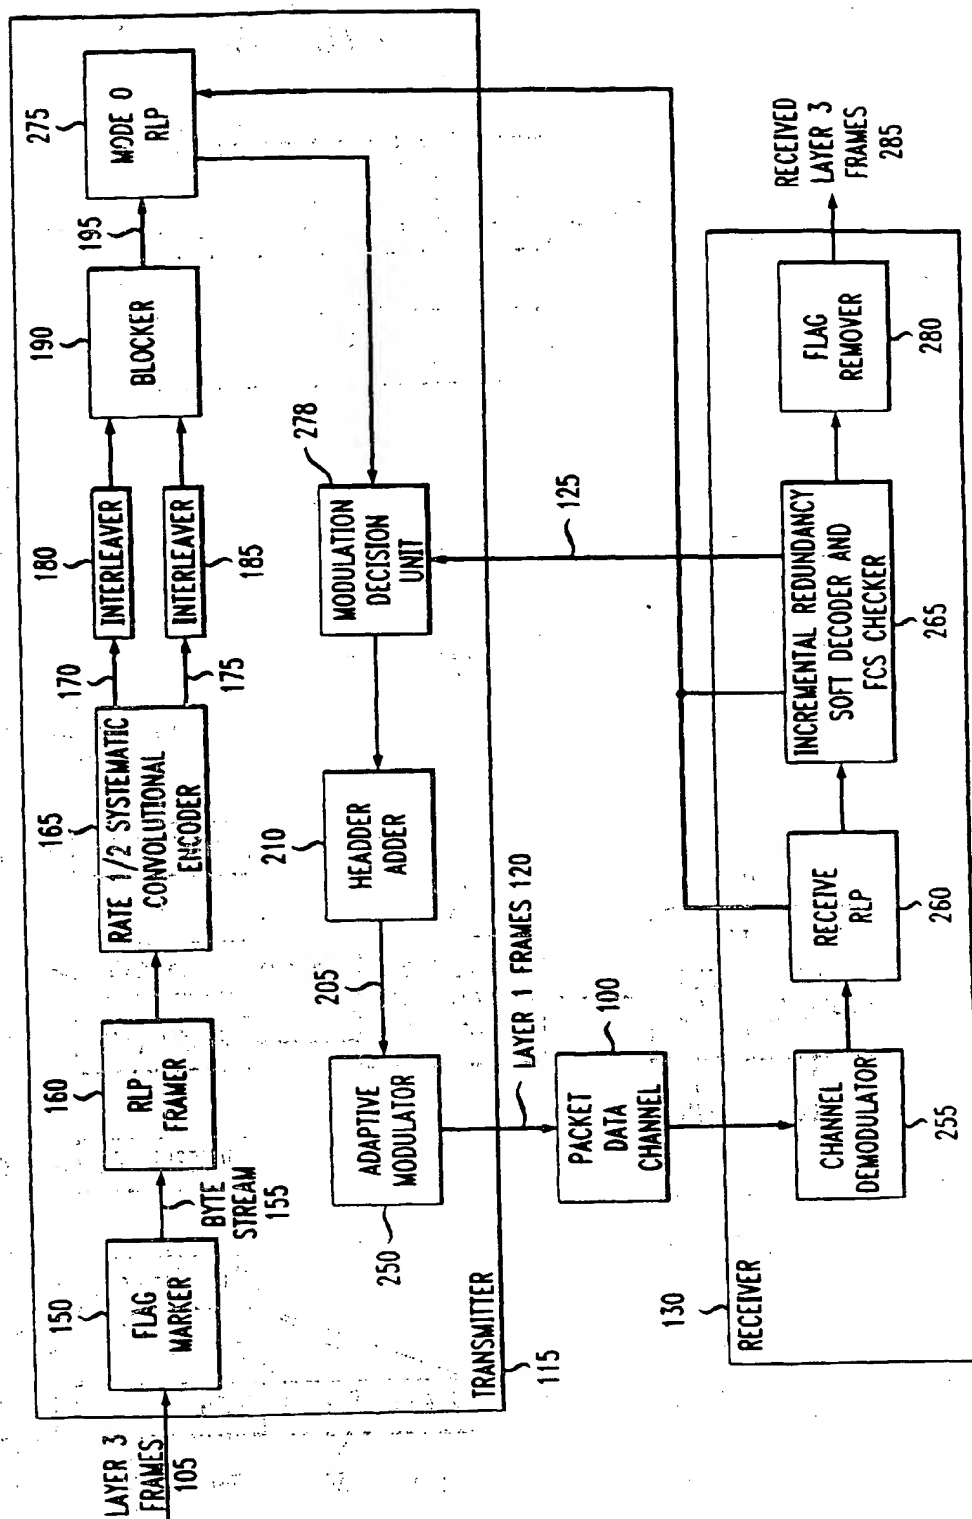 LAYER 3
FRAMES
105
150
FLAG
MARKER
BYTE
STREAM
155
160
RLP
FRAMER
165
RATE 1/2 SYSTEMATIC
CONVOLUTIONAL
ENCODER
170
175
180
INTERLEAVER
INTERLEAVER
185
190
BLOCKER
195
275
MODE 0
RLP
278
MODULATION
DECISION
UNIT
125
210
HEADDER
ADDER
205
ADAPTIVE
MODULATOR
250
LAYER 1 FRAMES 120
TRANSMITTER
115
100
PACKET
DATA
CHANNEL
130
RECEIVER
CHANNEL
DEMODULATOR
255
RECEIVE
RLP
260
INCREMENTAL REDUNDANCY
SOFT DECODER AND
FCS CHECKER
265
FLAG
REMOVER
280
RECEIVED
LAYER 3
FRAMES
285